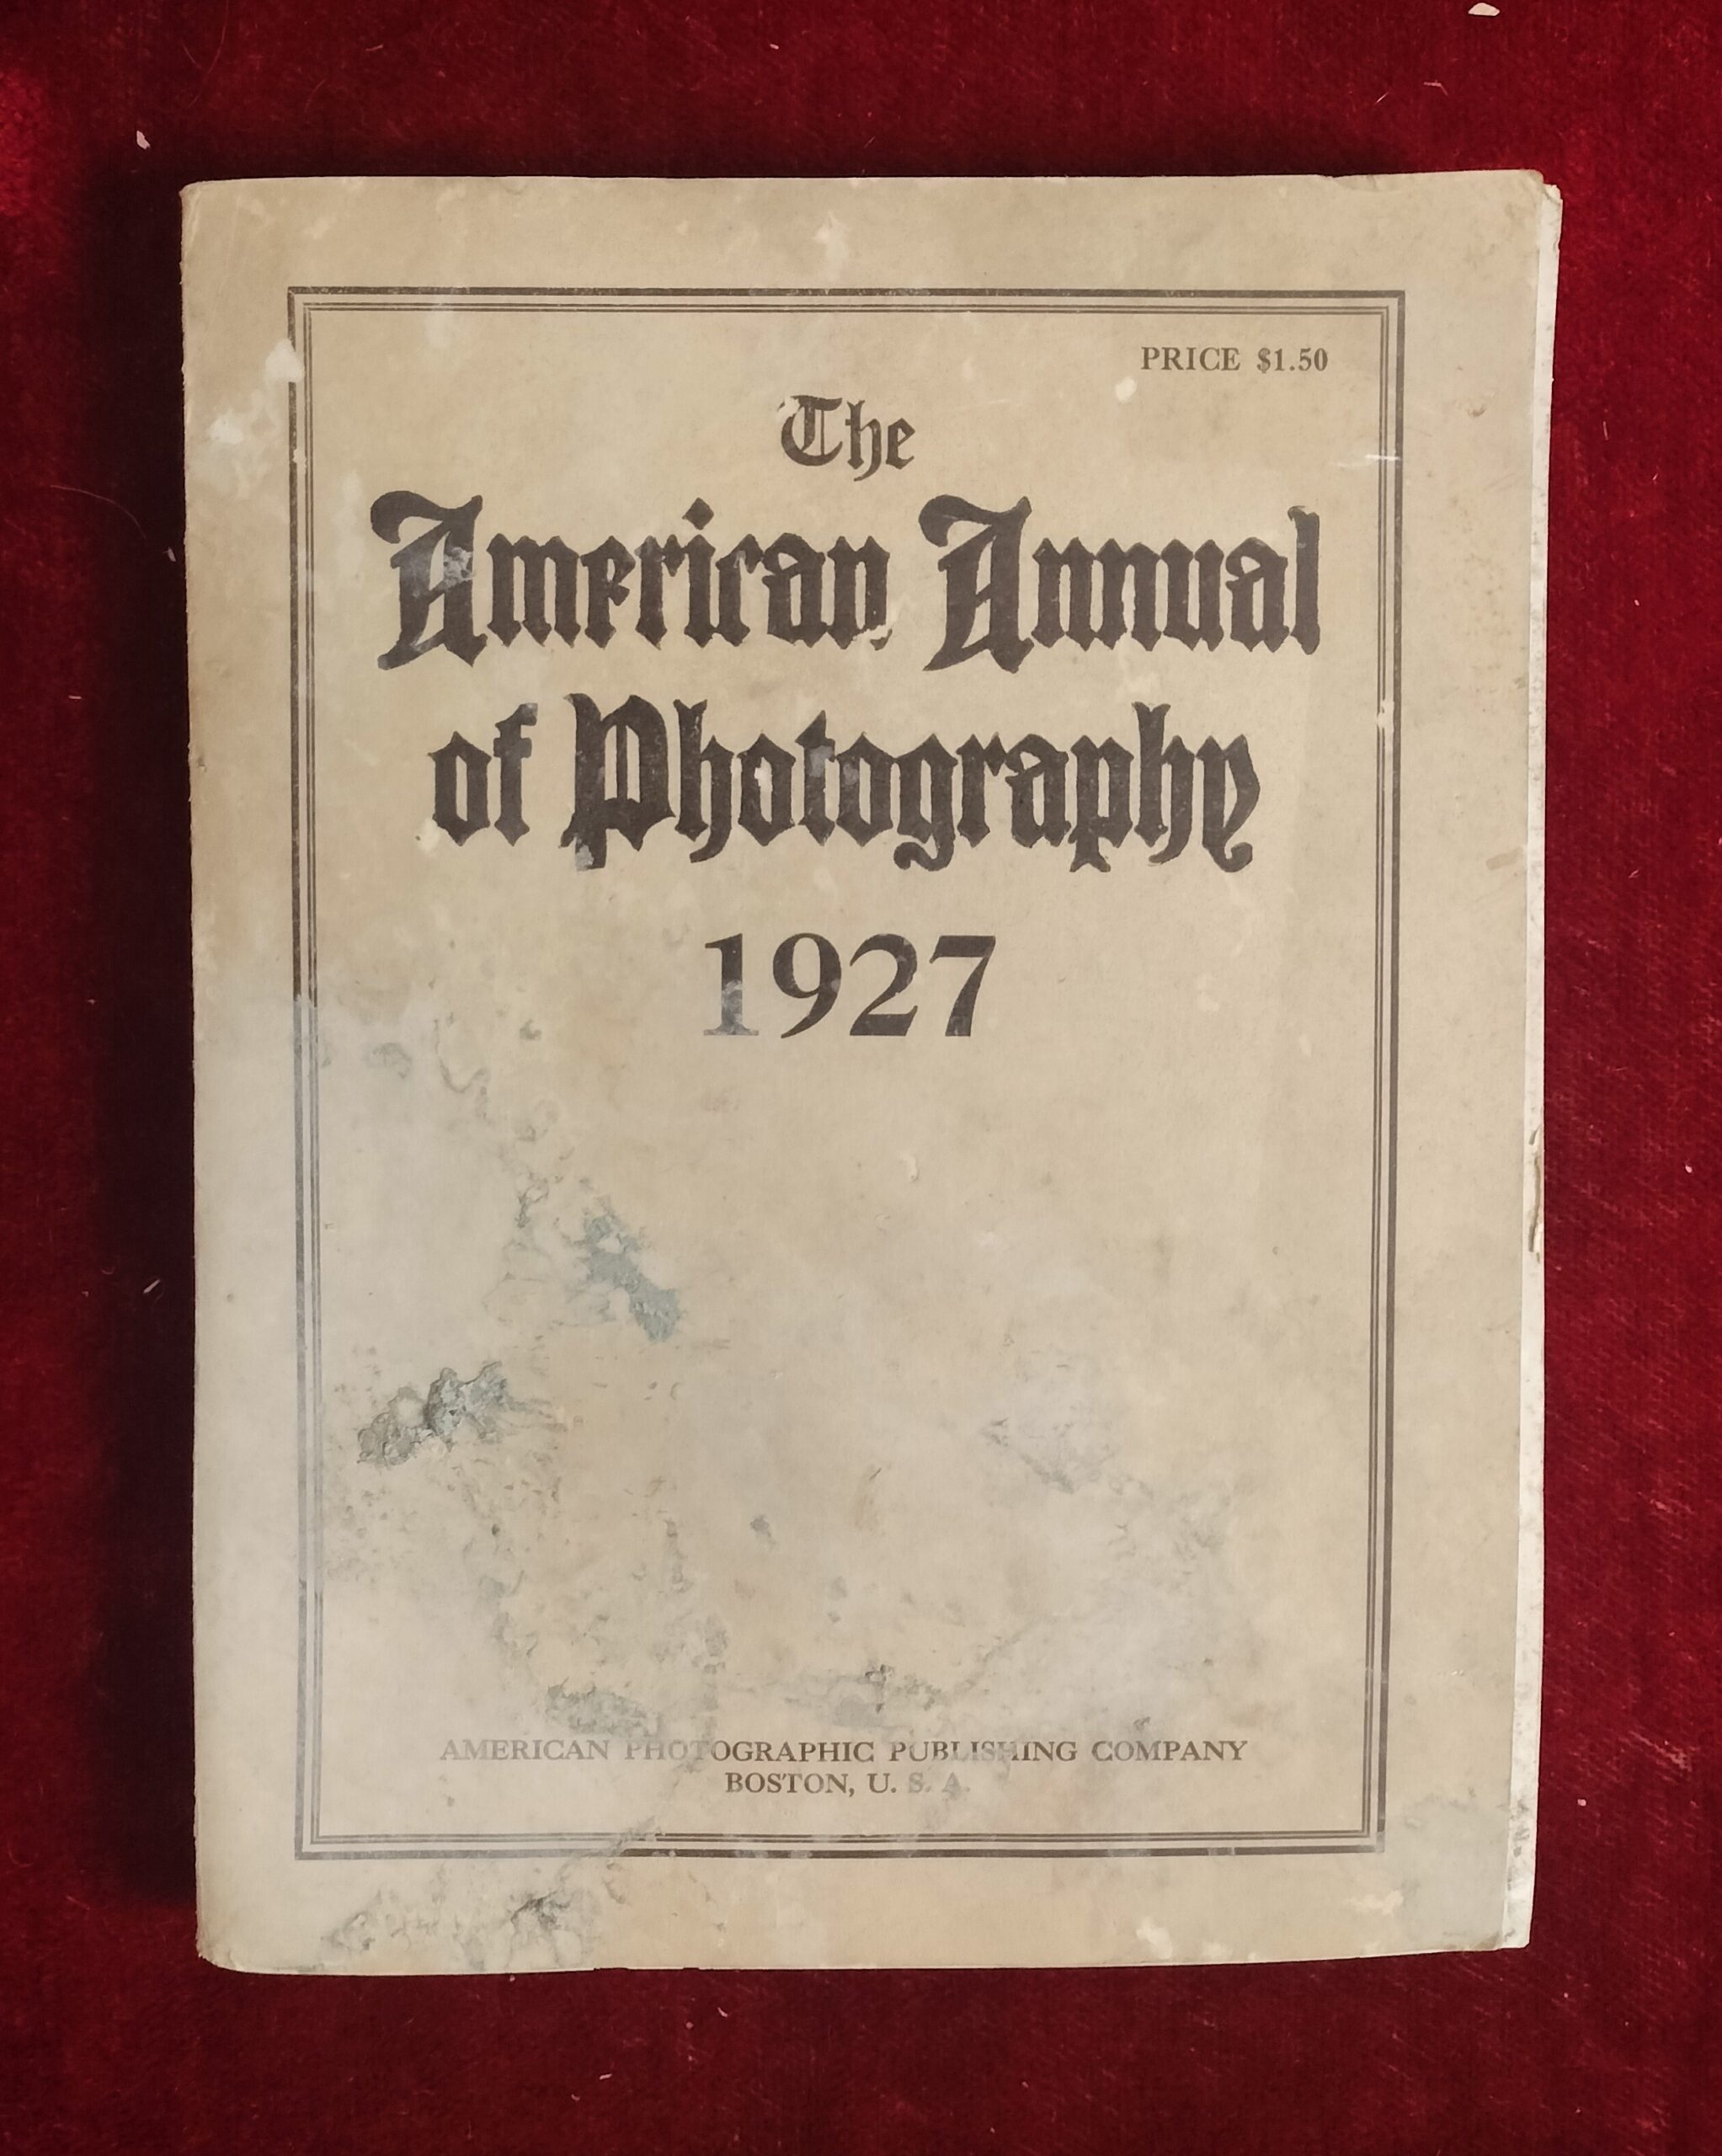 PRICE $1.50
The
American Annual
of Photography
1927
AMERICAN PHOTOGRAPHIC PUBLISHING COMPANY
BOSTON, U. S. A.